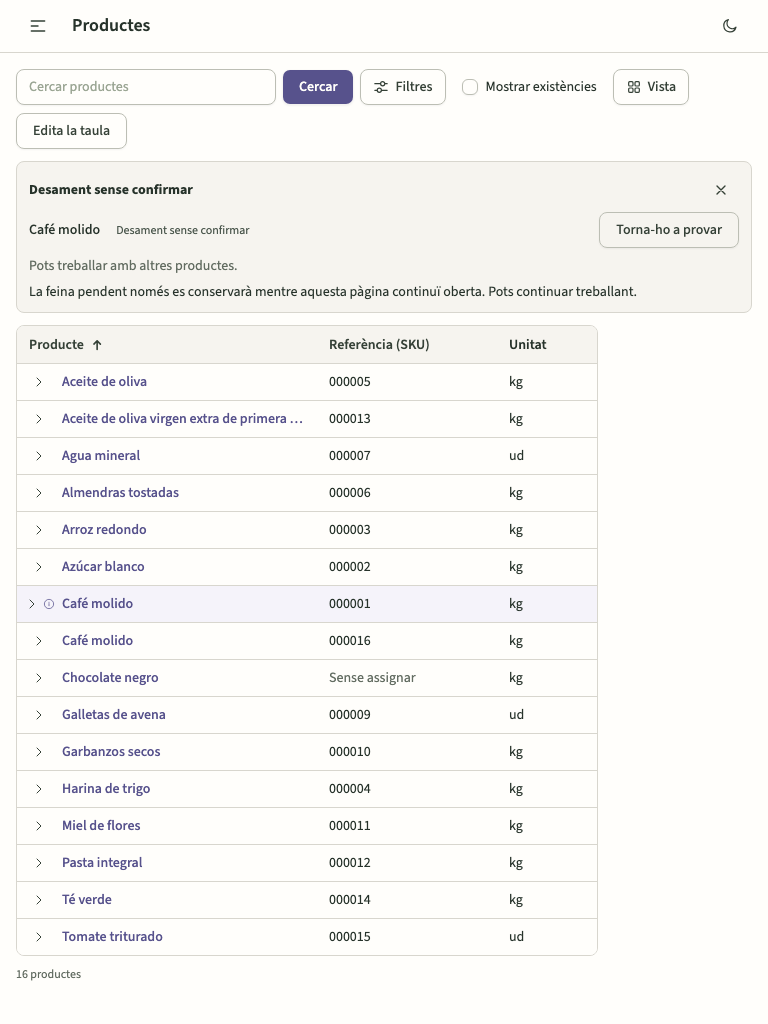 Productes
Cercar productes
Cercar
Filtres
Mostrar existències
Vista
Edita la taula
Desament sense confirmar
Café molido Desament sense confirmar
Torna-ho a provar
Pots treballar amb altres productes.
La feina pendent només es conservarà mentre aquesta pàgina continuï oberta. Pots continuar treballant.
Producte Referència (SKU) Unitat
Aceite de oliva 000005 kg
Aceite de oliva virgen extra de primera … 000013 kg
Agua mineral 000007 ud
Almendras tostadas 000006 kg
Arroz redondo 000003 kg
Azúcar blanco 000002 kg
Café molido 000001 kg
Café molido 000016 kg
Chocolate negro Sense assignar kg
Galletas de avena 000009 ud
Garbanzos secos 000010 kg
Harina de trigo 000004 kg
Miel de flores 000011 kg
Pasta integral 000012 kg
Té verde 000014 kg
Tomate triturado 000015 ud
16 productes